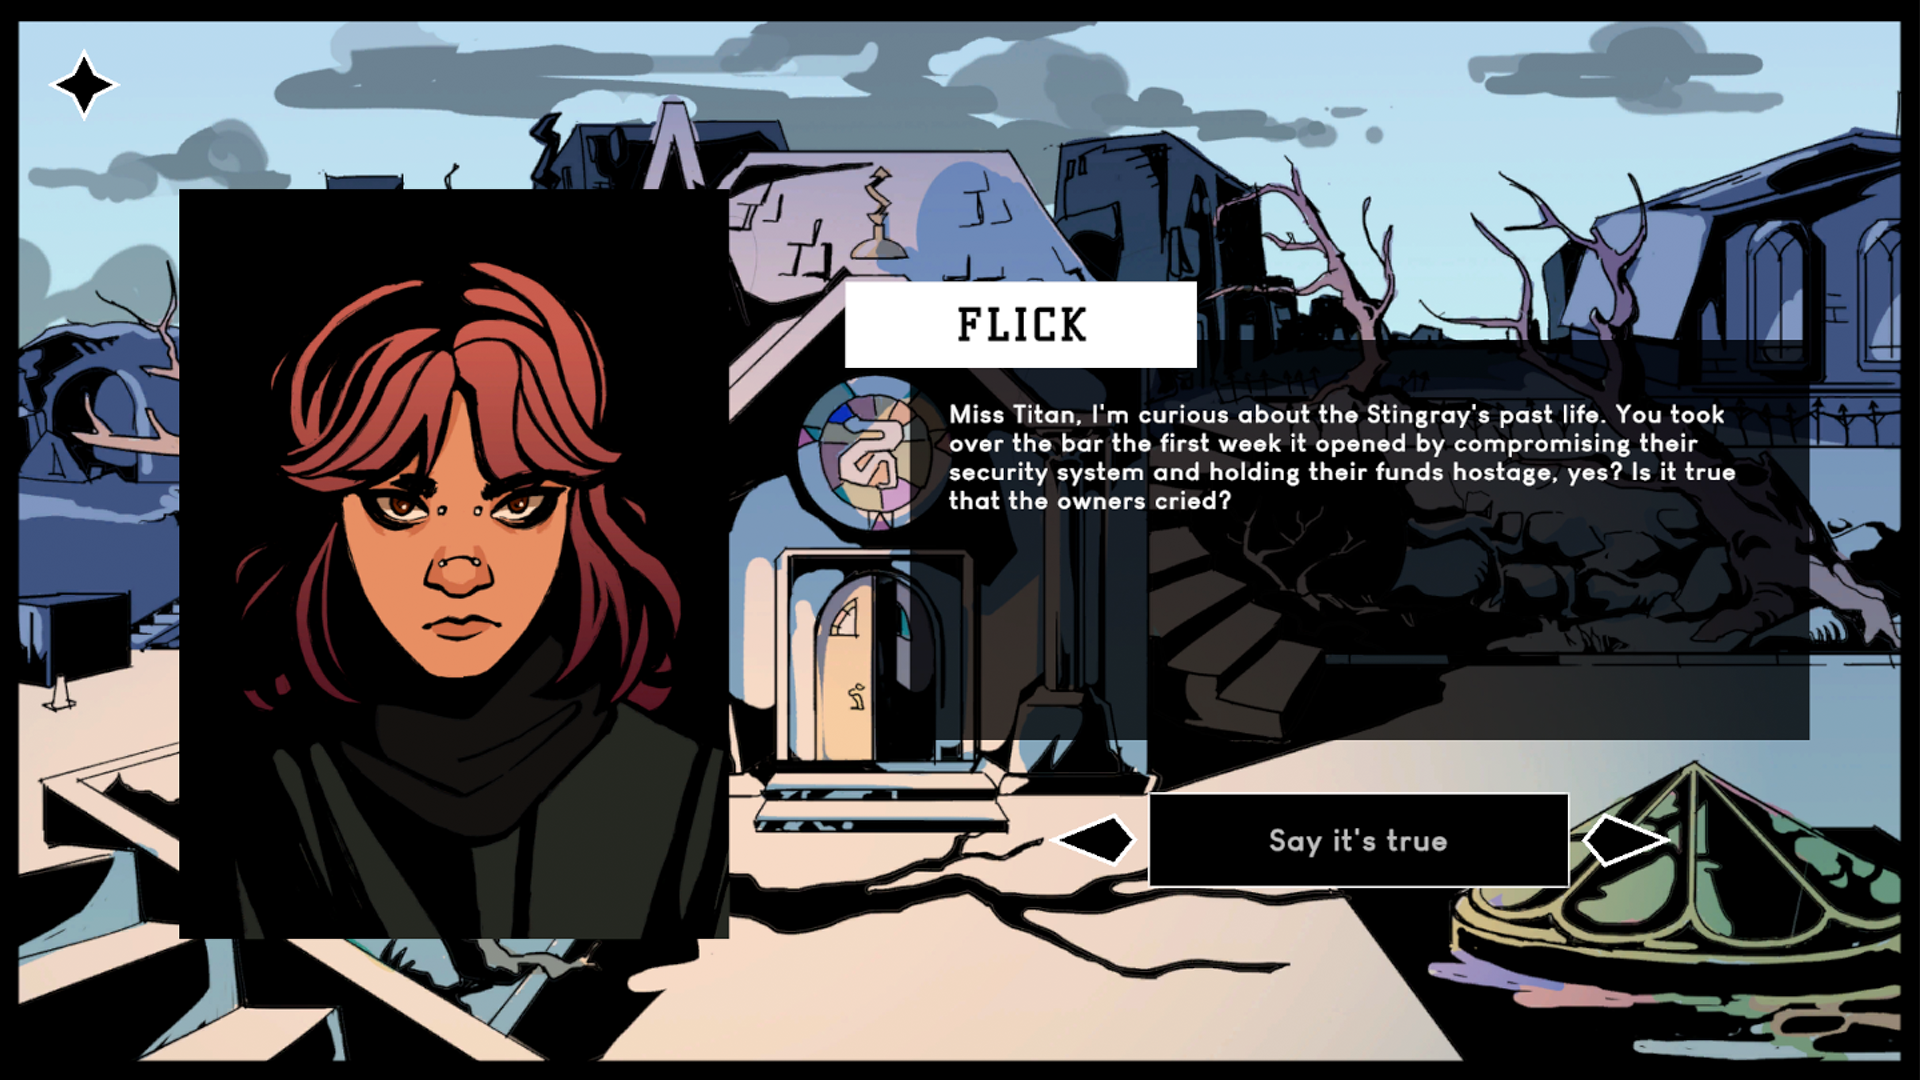 FLICK
Miss Titan, I'm curious about the Stingray's past life. You took
over the bar the first week it opened by compromising their
security system and holding their funds hostage, yes? Is it true
that the owners cried?
Say it's true